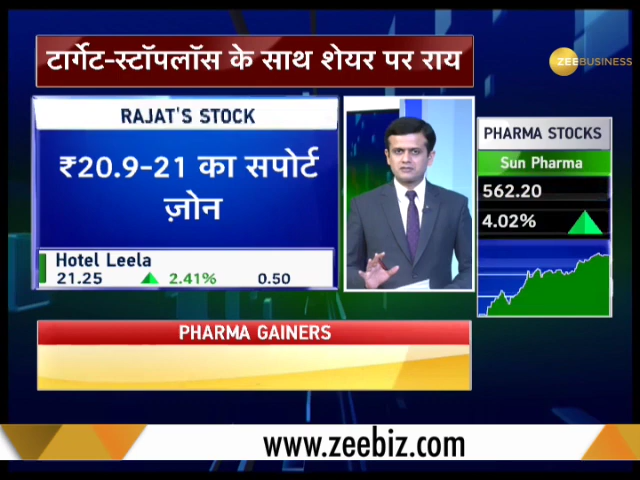 टार्गेट-स्टॉपलॉस के साथ शेयर पर राय
ZEEBUSINESS
RAJAT'S STOCK
₹20.9-21 का सपोर्ट
ज़ोन
Hotel Leela
21.25 2.41% 0.50
PHARMA STOCKS
Sun Pharma
562.20
4.02%
PHARMA GAINERS
www.zeebiz.com